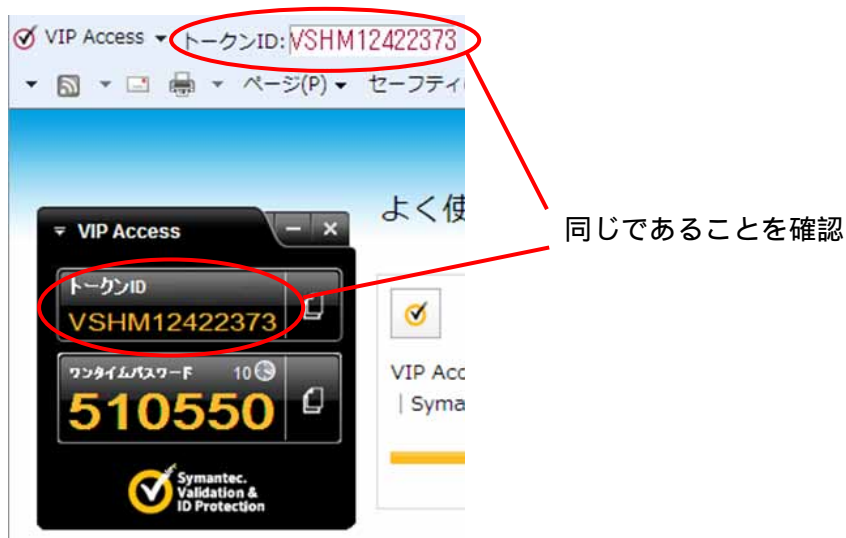 VIP Access トークンID: VSHM12422373
ページ(P) セーフティ
よく使
同じであることを確認
VIP Access
トークンID
VSHM12422373
ワンタイムパスワード 10
510550
VIP Acc
| Syma
Symantec.
Validation &
ID Protection